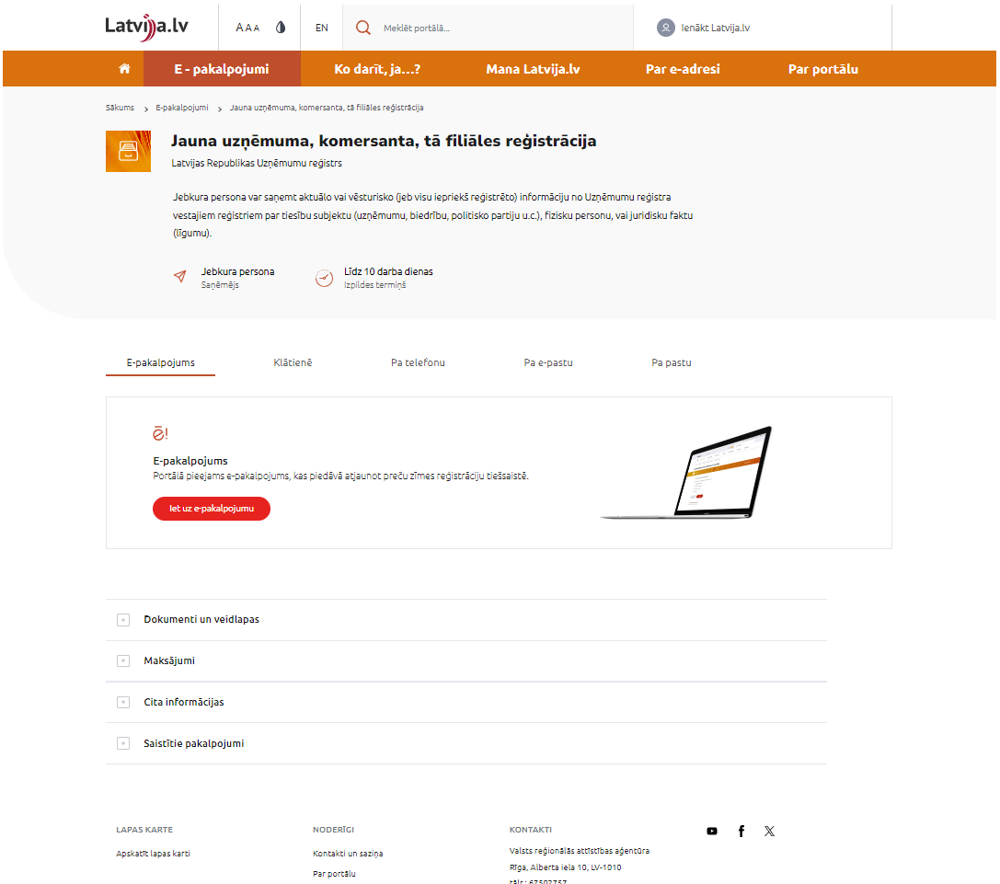 Latvija.lv
A A A
EN
Meklēt portālā...
Ienākt Latvija.lv
E - pakalpojumi
Ko darīt, ja...?
Mana Latvija.lv
Par e-adresi
Par portālu
Sākums > E-pakalpojumi > Jauna uzņēmuma, komersanta, tā filiāles reģistrācija
Jauna uzņēmuma, komersanta, tā filiāles reģistrācija
Latvijas Republikas Uzņēmumu reģistrs
Jebkura persona var saņemt aktuālo vai vēsturisko (jeb visu iepriekš reģistrēto) informāciju no Uzņēmumu reģistra
vestajiem reģistriem par tiesību subjektu (uzņēmumu, biedrību, politisko partiju u.c.), fizisku personu, vai juridisku faktu
(līgumu).
Jebkura persona
Saņēmējs
Līdz 10 darba dienas
Izpildes termiņš
E-pakalpojums
Klātienē
Pa telefonu
Pa e-pastu
Pa pastu
ē!
E-pakalpojums
Portālā pieejams e-pakalpojums, kas piedāvā atjaunot preču zīmes reģistrāciju tiešsaistē.
Iet uz e-pakalpojumu
Dokumenti un veidlapas
Maksājumi
Cita informācijas
Saistītie pakalpojumi
LAPAS KARTE
Apskatīt lapas karti
NODERĪGI
Kontakti un saziņa
Par portālu
KONTAKTI
Valsts reģionālās attīstības aģentūra
Rīga, Alberta iela 10, LV-1010
tālr.: 67502757